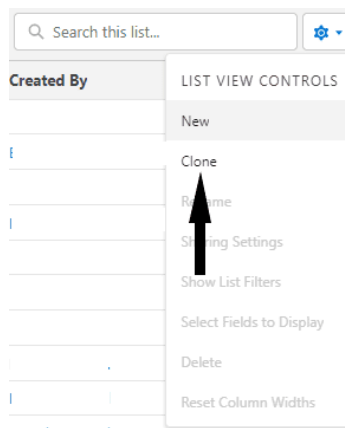 Search this list...
Created By
LIST VIEW CONTROLS
New
Clone
Rename
Sharing Settings
Show List Filters
Select Fields to Display
Delete
Reset Column Widths